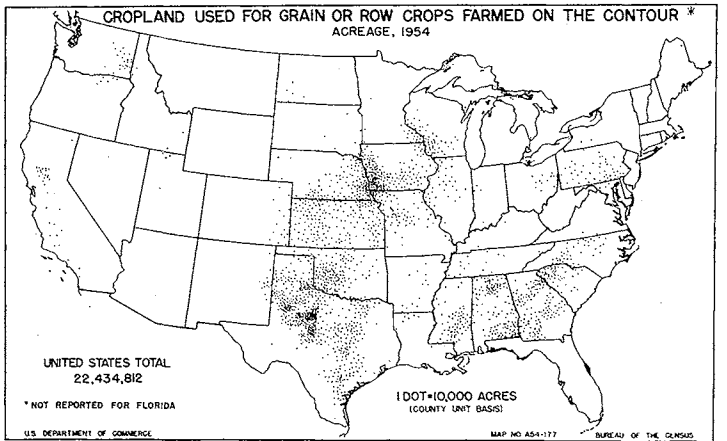 CROPLAND USED FOR GRAIN OR ROW CROPS FARMED ON THE CONTOUR *
ACREAGE, 1954
UNITED STATES TOTAL
22,434,812
* NOT REPORTED FOR FLORIDA
1 DOT=10,000 ACRES
(COUNTY UNIT BASIS)
U.S. DEPARTMENT OF COMMERCE
MAP NO A54-177
BUREAU OF THE CENSUS